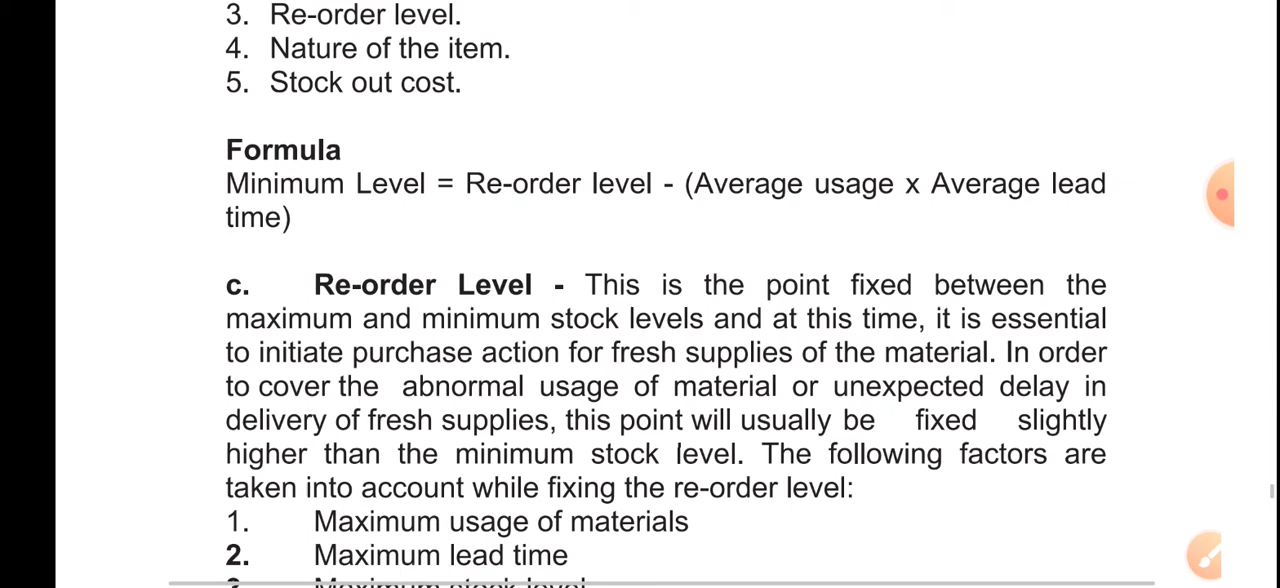 3. Re-order level.
4. Nature of the item.
5. Stock out cost.
Formula
Minimum Level = Re-order level - (Average usage x Average lead
time)
c. Re-order Level - This is the point fixed between the
maximum and minimum stock levels and at this time, it is essential
to initiate purchase action for fresh supplies of the material. In order
to cover the abnormal usage of material or unexpected delay in
delivery of fresh supplies, this point will usually be fixed slightly
higher than the minimum stock level. The following factors are
taken into account while fixing the re-order level:
1. Maximum usage of materials
2. Maximum lead time